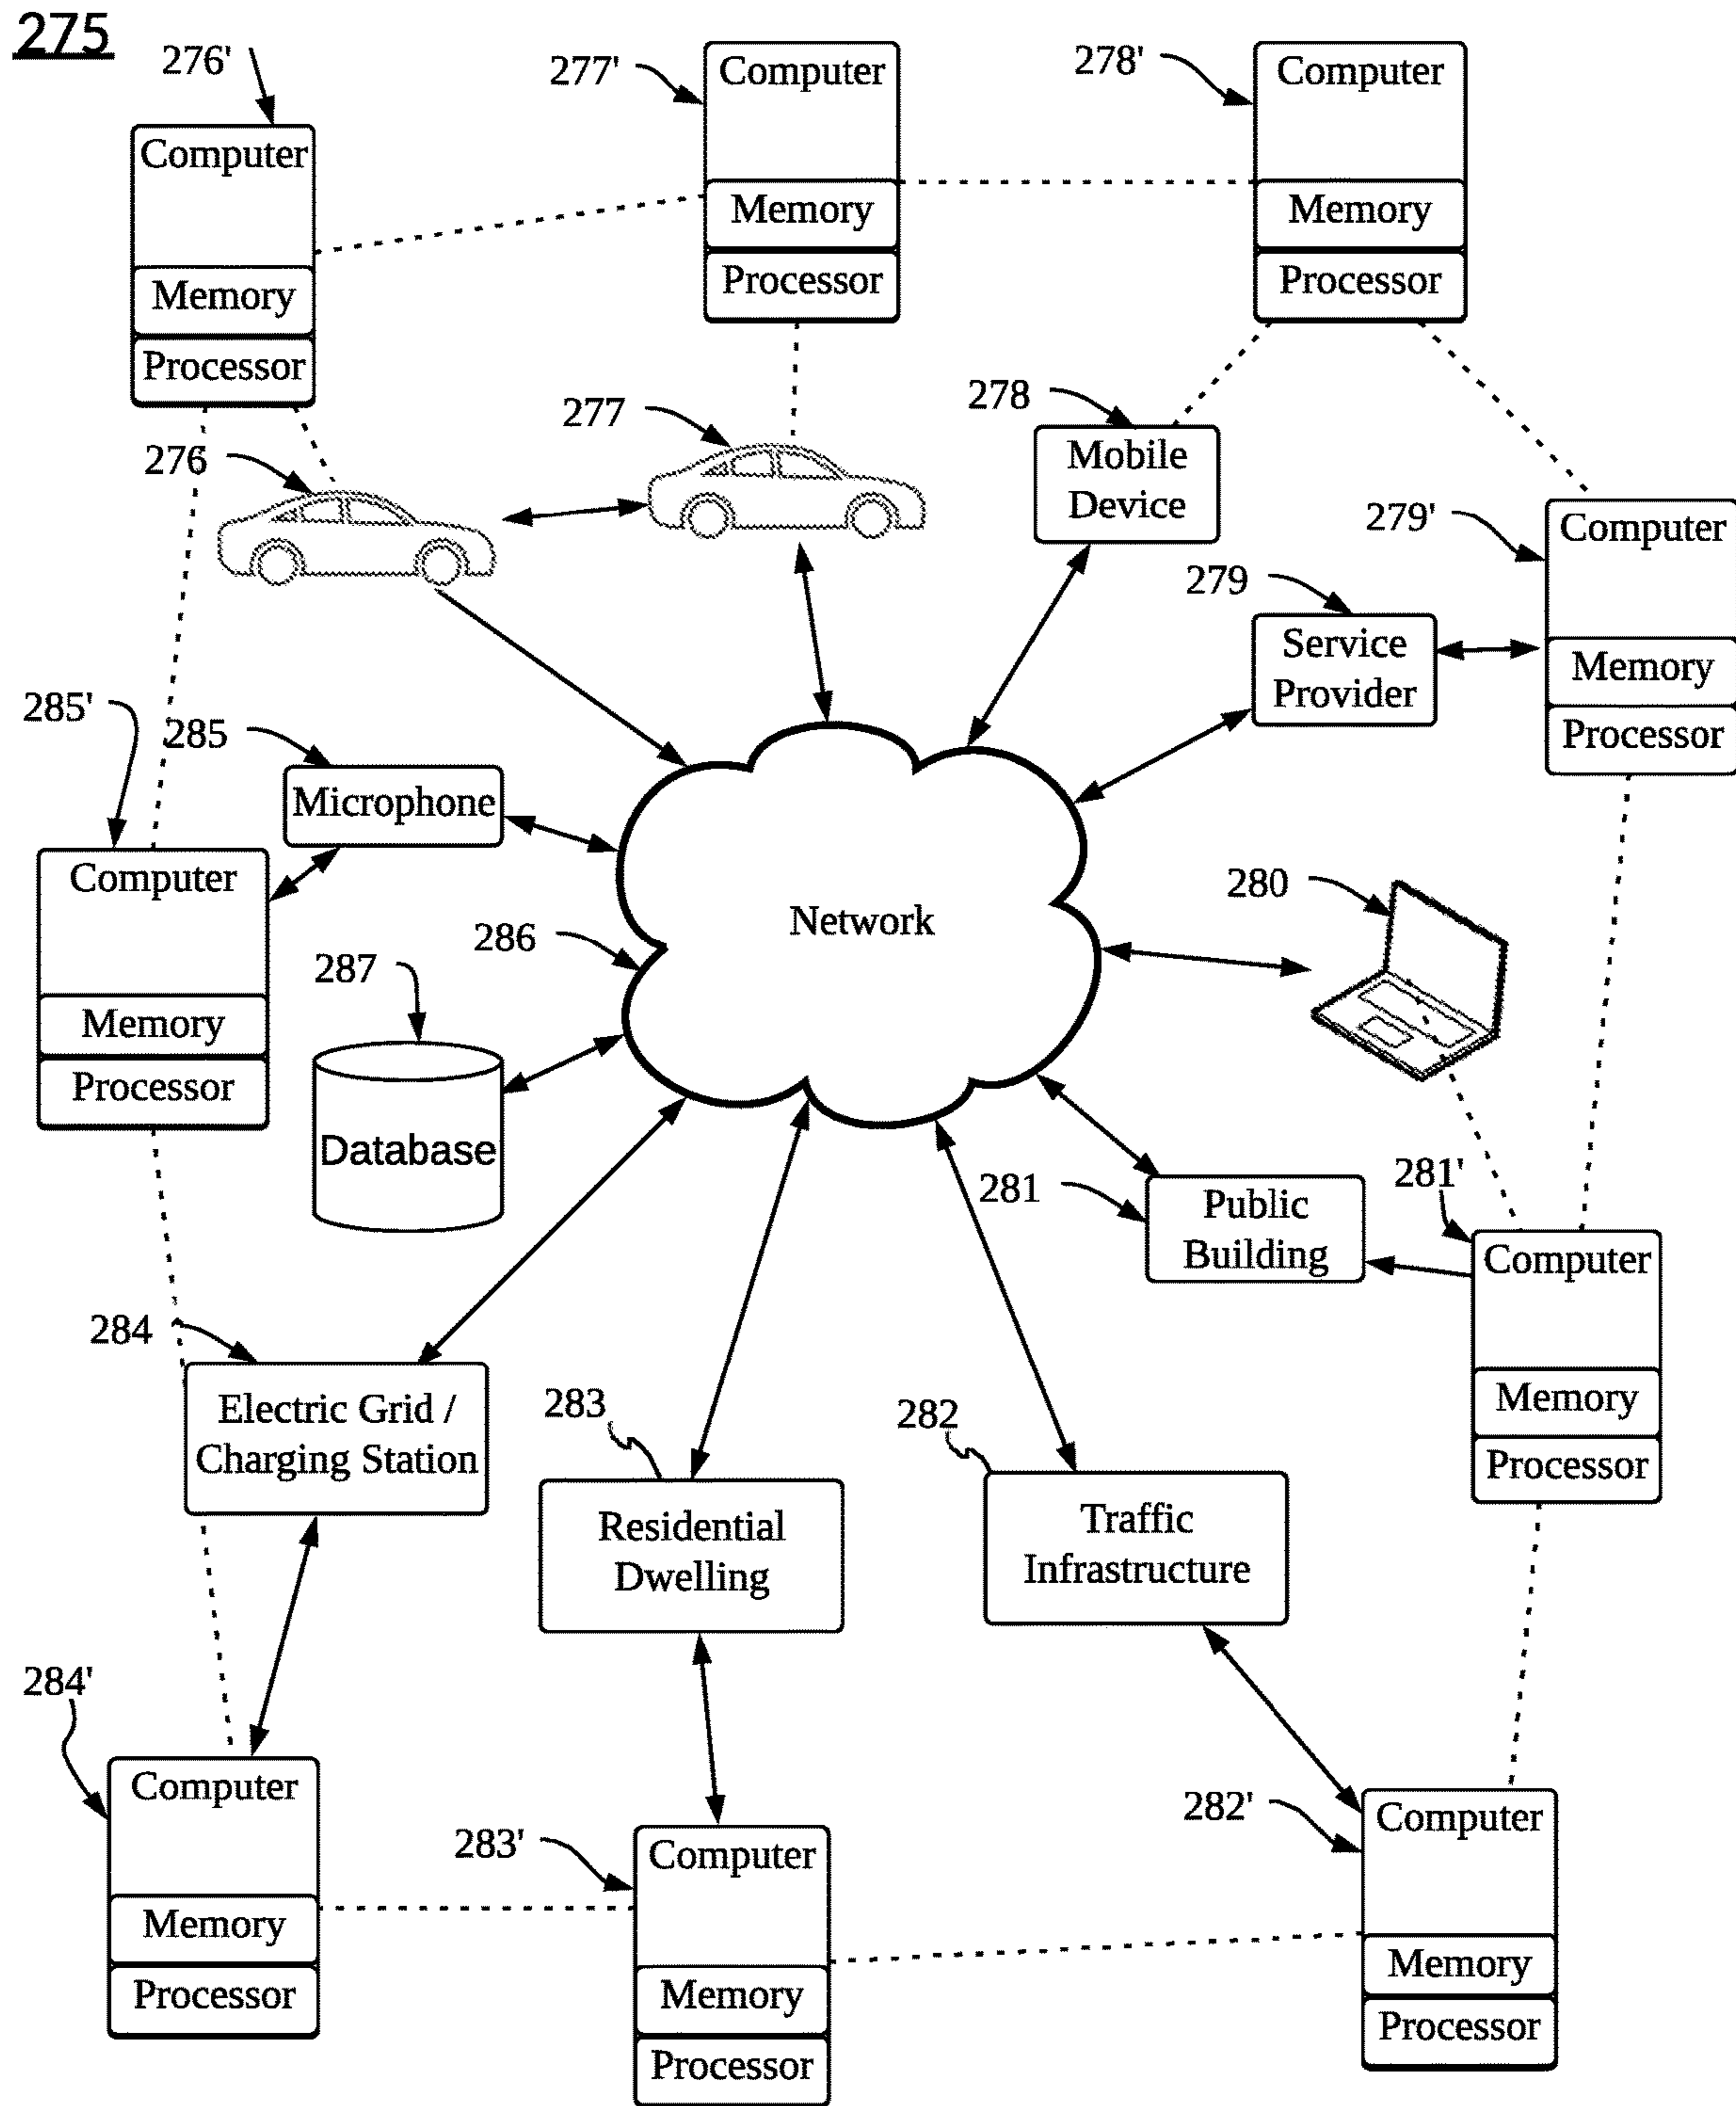 275
276'
Computer
Memory
Processor
277'
Computer
Memory
Processor
278'
Computer
Memory
Processor
276
277
278
Mobile
Device
279'
Computer
Memory
Processor
279
Service
Provider
285'
285
Microphone
Computer
Memory
Processor
286
Network
280
287
Database
281
Public
Building
281'
Computer
Memory
Processor
284
Electric Grid /
Charging Station
283
Residential
Dwelling
282
Traffic
Infrastructure
284'
Computer
Memory
Processor
283'
Computer
Memory
Processor
282'
Computer
Memory
Processor